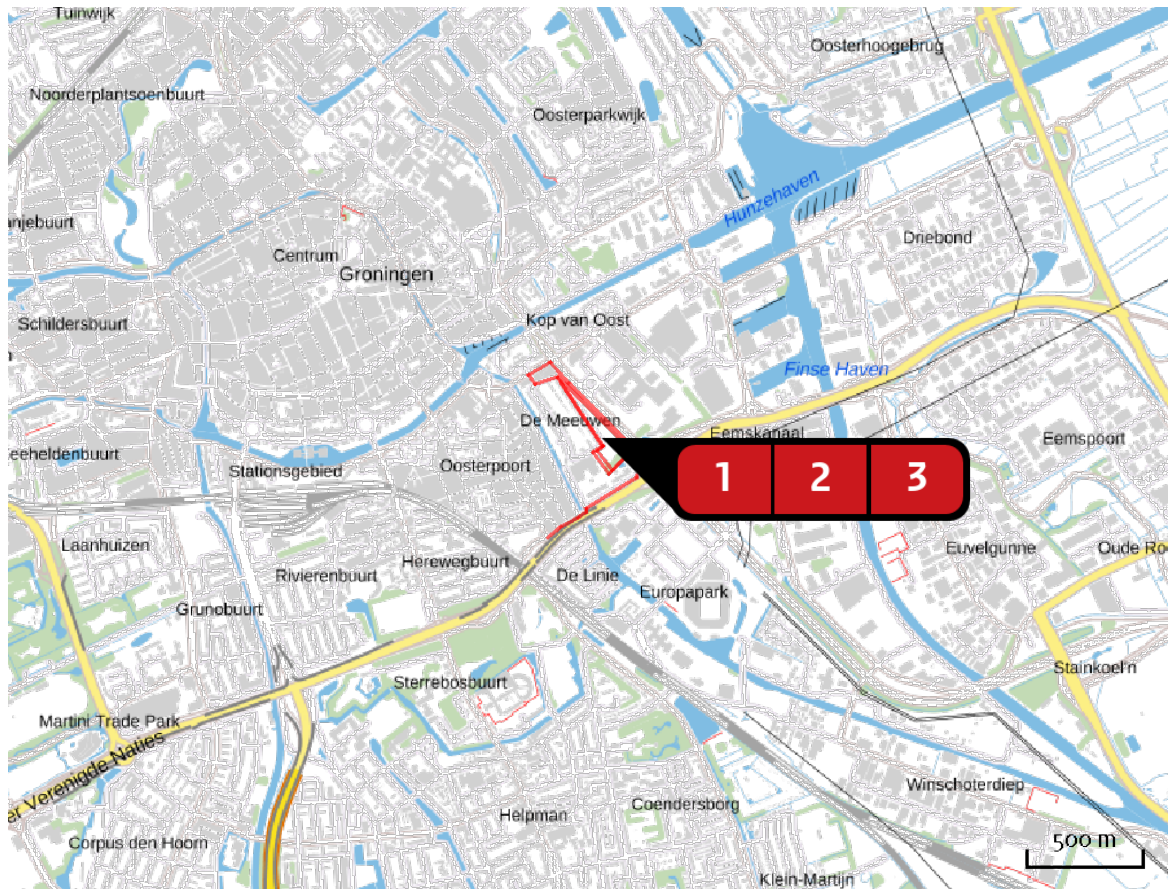 Tuinwijk
Oosterhoogebrug
Noorderplantsoenbuurt
Oosterparkwijk
Hunzehaven
anjebuurt
Driebond
Centrum
Groningen
Schildersbuurt
Kop van Oost
Finse Haven
De Meeuwen
Eemskanaal
Eemspoort
eeheldenbuurt
Stationsgebied
Oosterpoort
1 2 3
Laanhuizen
Herewegbuurt
Rivierenbuurt
De Linie
Euvelgunne
Oude Ro
Europapark
Grunobuurt
Stainkoel'n
Sterrebosbuurt
Martini Trade Park
er Verenigde Naties
Winschoterdiep
Coendersborg
Helpman
Corpus den Hoorn
500 m
Klein-Martijn